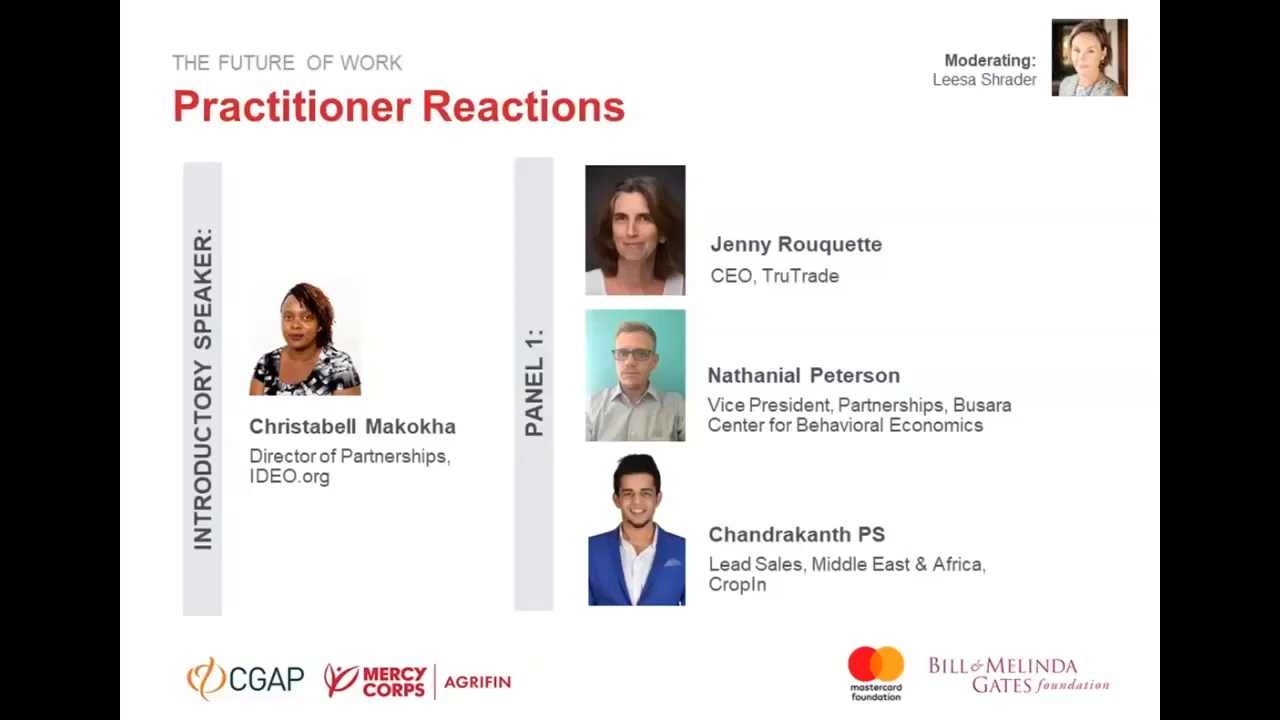 THE FUTURE OF WORK
Practitioner Reactions
Moderating:
Leesa Shrader
INTRODUCTORY SPEAKER:
Christabell Makokha
Director of Partnerships,
IDEO.org
PANEL 1:
Jenny Rouquette
CEO, TruTrade
Nathanial Peterson
Vice President, Partnerships, Busara
Center for Behavioral Economics
Chandrakanth PS
Lead Sales, Middle East & Africa,
CropIn
CGAP
MERCY
CORPS
AGRIFIN
mastercard
foundation
BILL & MELINDA
GATES foundation